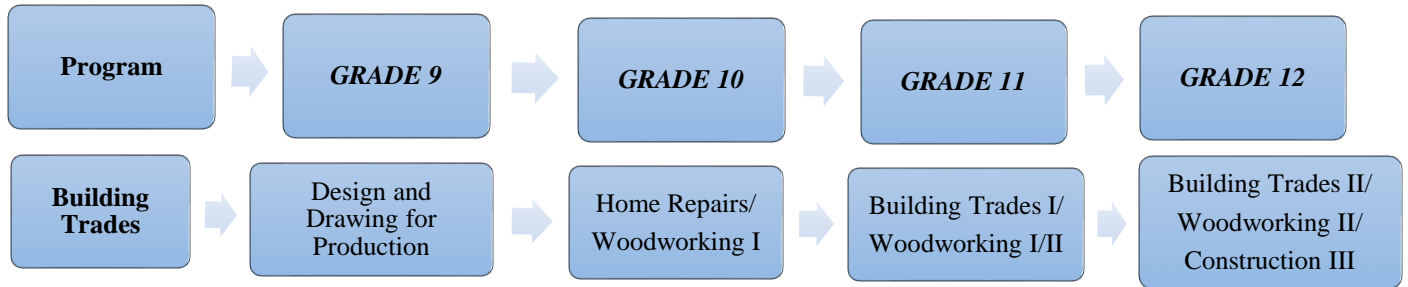 Program
GRADE 9
GRADE 10
GRADE 11
GRADE 12
Building
Trades
Design and
Drawing for
Production
Home Repairs/
Woodworking I
Building Trades I/
Woodworking I/II
Building Trades II/
Woodworking II/
Construction III